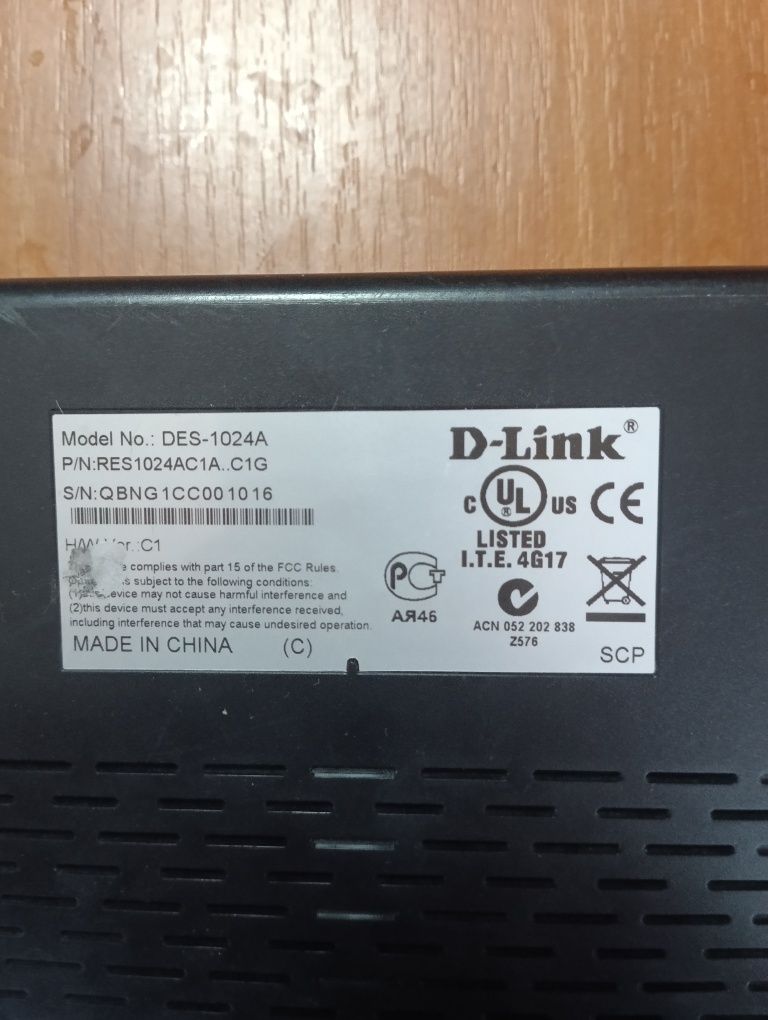 Model No.: DES-1024A
P/N:RES1024AC1A..C1G
S/N:QBNG1CC001016
H/W Ver.:C1
complies with part 15 of the FCC Rules.
is subject to the following conditions:
device may not cause harmful interference and
(2)this device must accept any interference received,
including interference that may cause undesired operation.
MADE IN CHINA (C)
D-Link®
C UL® US CE
LISTED
I.T.E. 4G17
РСТ
АЯ46
ACN 052 202 838
Z576
SCP